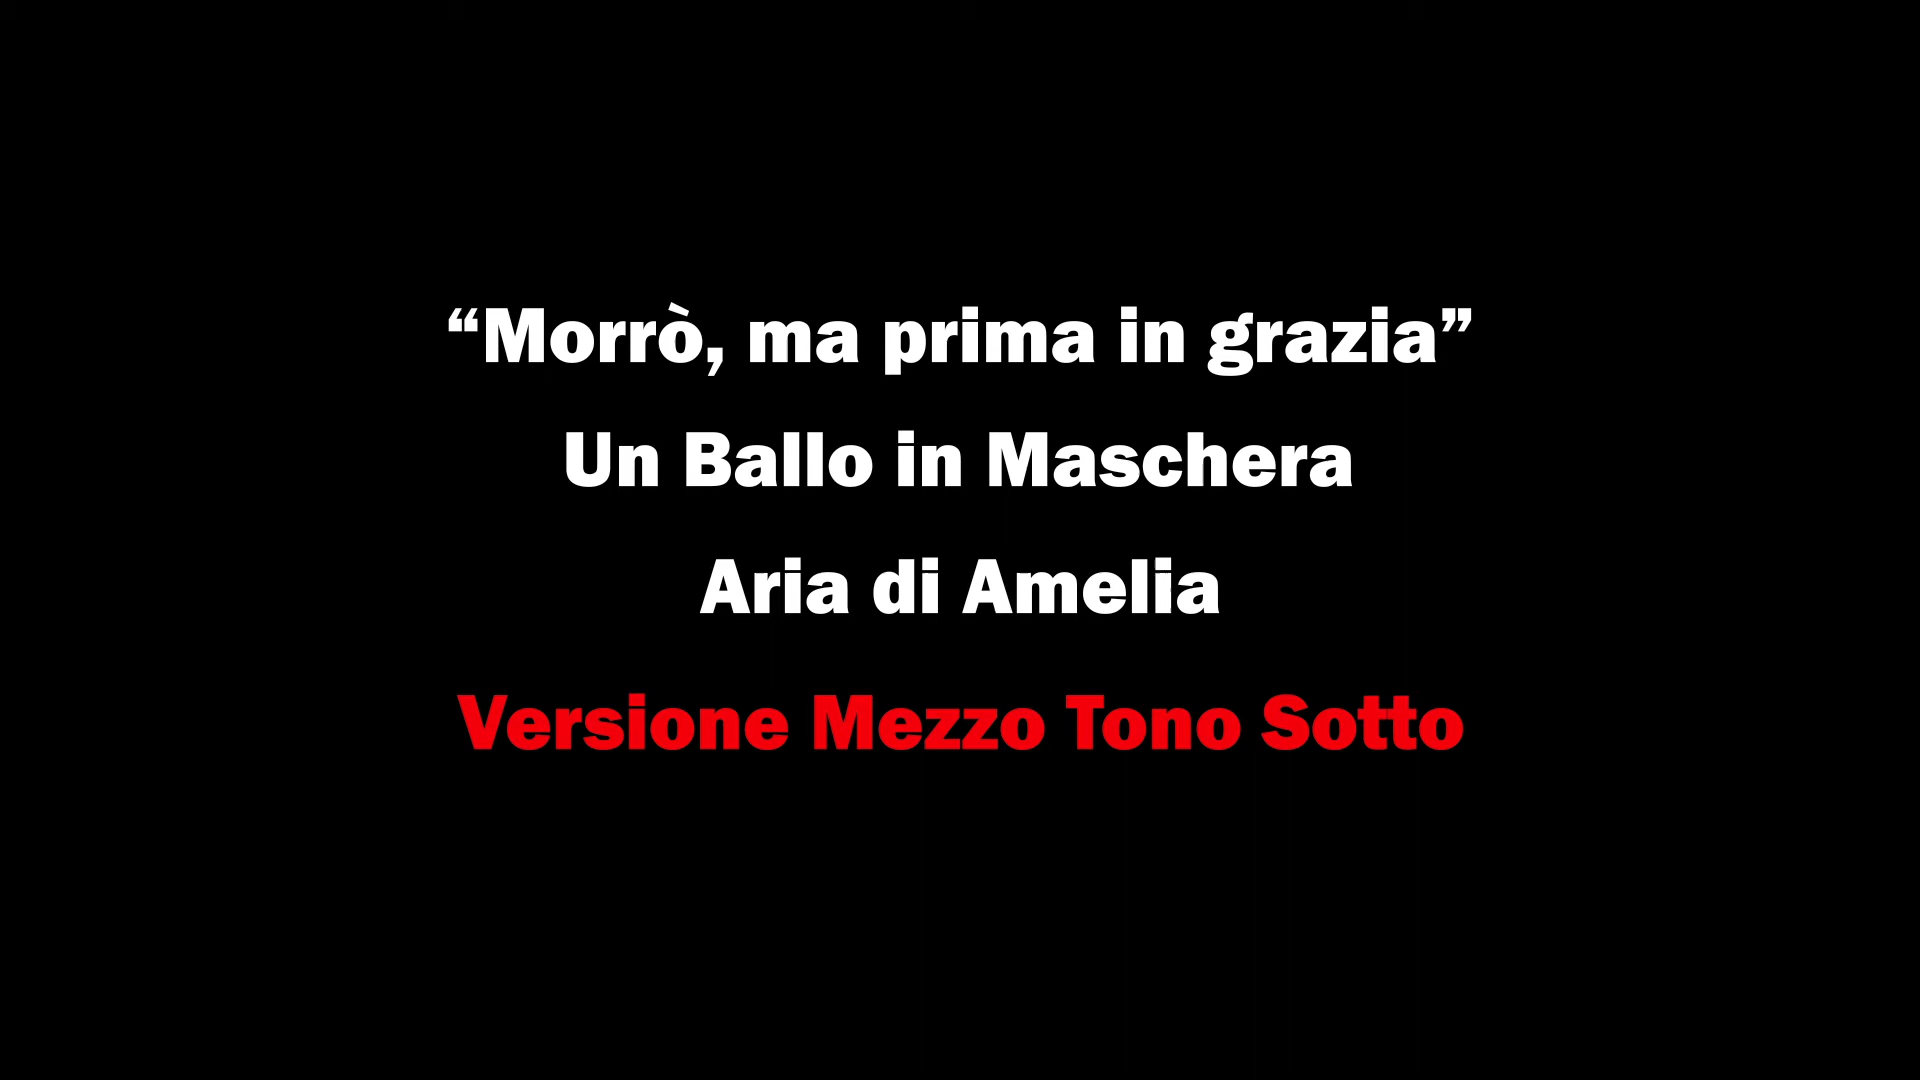 “Morrò, ma prima in grazia”
Un Ballo in Maschera
Aria di Amelia
Versione Mezzo Tono Sotto